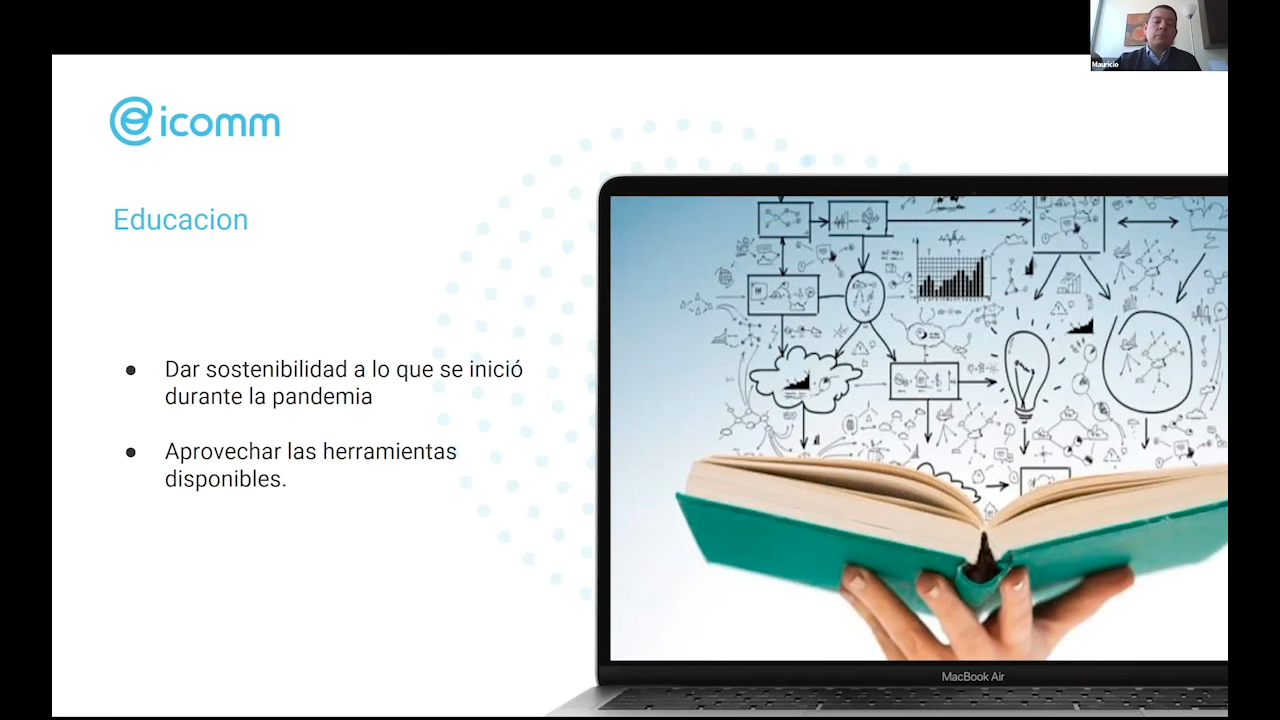 Mauricio
icomm
Educacion
● Dar sostenibilidad a lo que se inició
durante la pandemia
● Aprovechar las herramientas
disponibles.
MacBook Air